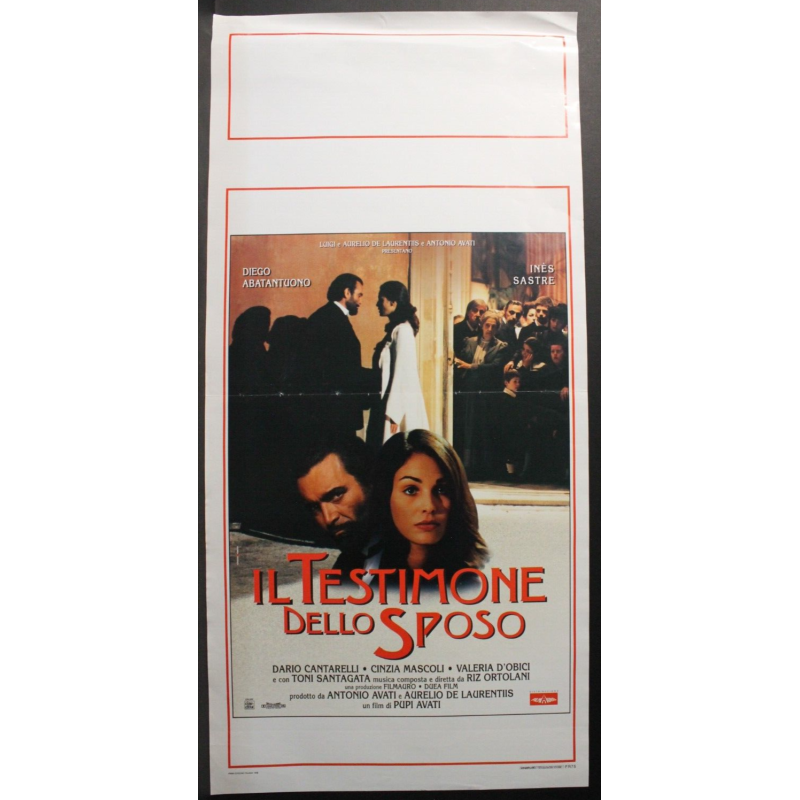 LUIGI e AURELIO DE LAURENTIIS e ANTONIO AVATI
PRESENTANO
DIEGO
ABATANTUONO
INÉS
SASTRE
IL TESTIMONE
DELLO SPOSO
DARIO CANTARELLI • CINZIA MASCOLI • VALERIA D'OBICI
e con TONI SANTAGATA musica composta e diretta da RIZ ORTOLANI
una produzione FILMAURO • DUEA FILM
prodotto da ANTONIO AVATI e AURELIO DE LAURENTIIS
un film di PUPI AVATI